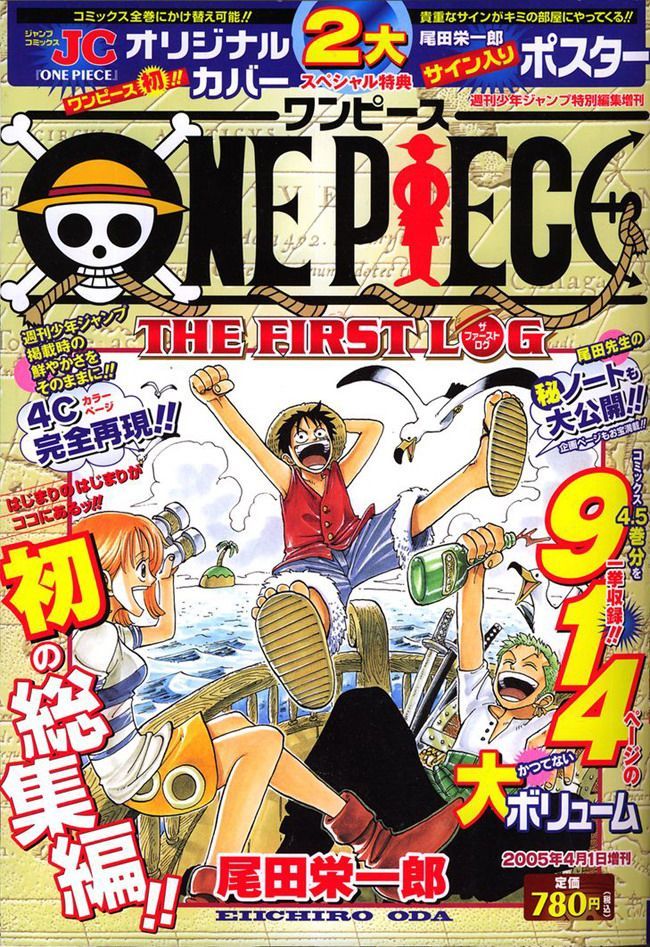 コミックス全巻にかけ替え可能!!
ジャンプ
コミックス
JC
『ONE PIECE』
オリジナル
カバー
ワンピース初!!
2大
スペシャル特典
貴重なサインがキミの部屋にやってくる!!
尾田栄一郎
サイン入り
ポスター
週刊少年ジャンプ特別編集増刊
ワンピース
ONE PIECE
THE FIRST LOG
ザ
ファースト
ログ
週刊少年ジャンプ
掲載時の
鮮やかさを
そのままに!!
4C
カラー
ページ
完全再現!!
はじまりの はじまりが
ココにあるッ!!
初の総集編!!
尾田先生の
㊙ノートも
大公開!!
企画ページもお宝満載!!
コミックス
4.5巻分を
一挙収録!!
914
ページの
かつてない
大ボリューム
尾田栄一郎
EIICHIRO ODA
2005年4月1日増刊
定価
780円
(税込)